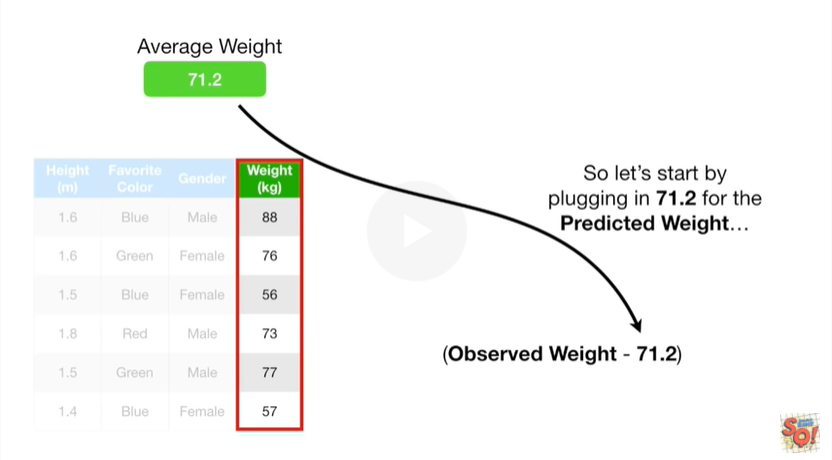 Average Weight
71.2
Height (m) Favorite Color Gender Weight (kg)
1.6 Blue Male 88
1.6 Green Female 76
1.5 Blue Female 56
1.8 Red Male 73
1.5 Green Male 77
1.4 Blue Female 57
So let's start by
plugging in 71.2 for the
Predicted Weight...
(Observed Weight - 71.2)
SQ!